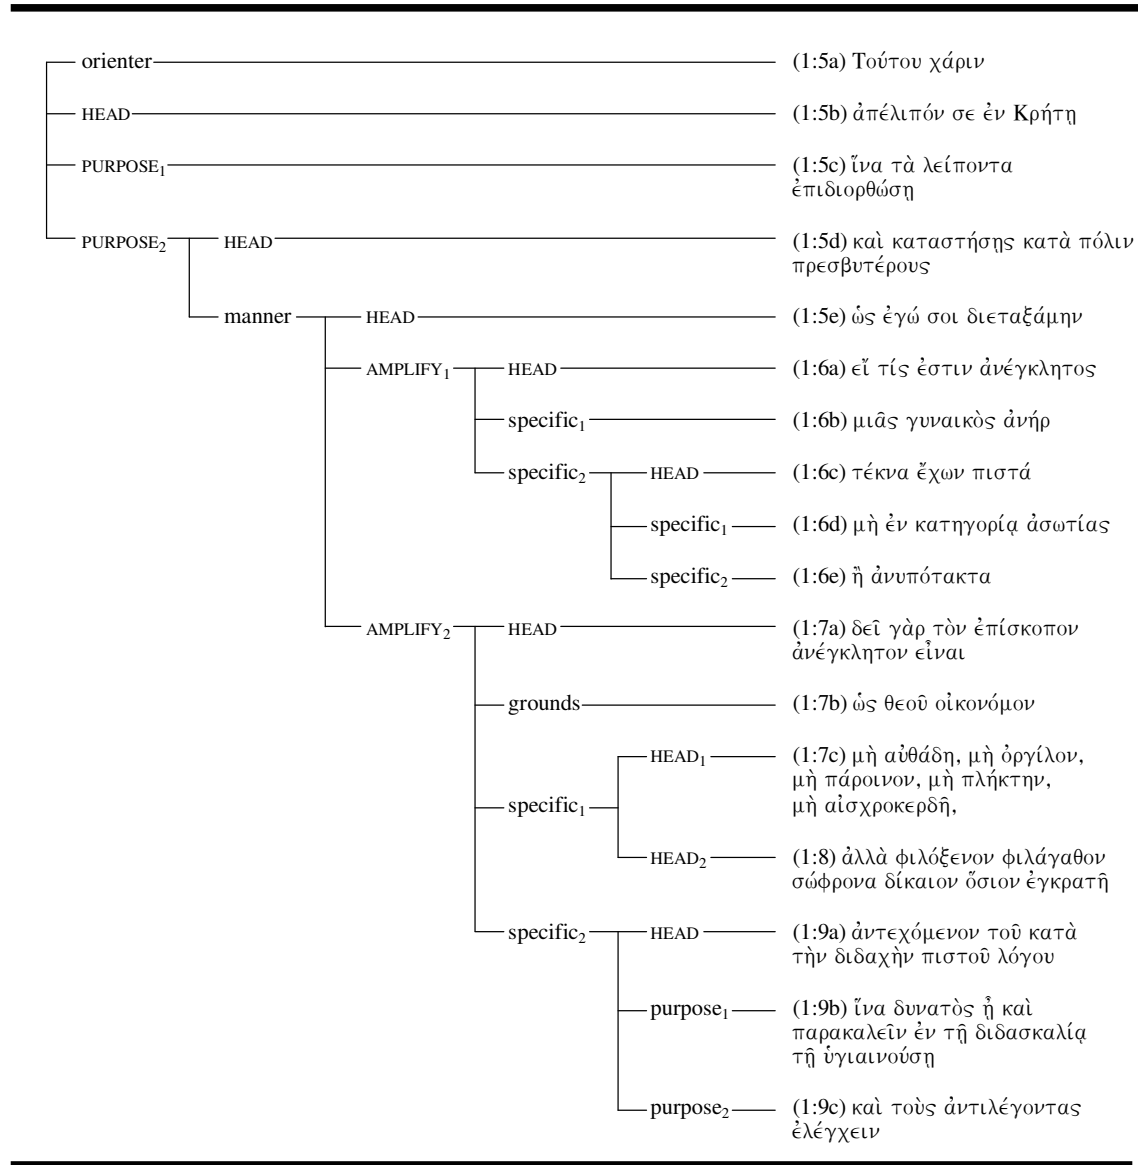 orienter (1:5a) Τούτου χάριν
HEAD (1:5b) ἀπέλιπόν σε ἐν Κρήτῃ
PURPOSE₁ (1:5c) ἵνα τὰ λείποντα
ἐπιδιορθώσῃ
PURPOSE₂ HEAD (1:5d) καὶ καταστήσῃς κατὰ πόλιν
πρεσβυτέρους
manner HEAD (1:5e) ὡς ἐγώ σοι διεταξάμην
AMPLIFY₁ HEAD (1:6a) εἴ τίς ἐστιν ἀνέγκλητος
specific₁ (1:6b) μιᾶς γυναικὸς ἀνήρ
specific₂ HEAD (1:6c) τέκνα ἔχων πιστά
specific₁ (1:6d) μὴ ἐν κατηγορίᾳ ἀσωτίας
specific₂ (1:6e) ἢ ἀνυπότακτα
AMPLIFY₂ HEAD (1:7a) δεῖ γὰρ τὸν ἐπίσκοπον
ἀνέγκλητον εἶναι
grounds (1:7b) ὡς θεοῦ οἰκονόμον
HEAD₁ (1:7c) μὴ αὐθάδη, μὴ ὀργίλον,
μὴ πάροινον, μὴ πλήκτην,
specific₁ μὴ αἰσχροκερδῆ,
HEAD₂ (1:8) ἀλλὰ φιλόξενον φιλάγαθον
σώφρονα δίκαιον ὅσιον ἐγκρατῆ
specific₂ HEAD (1:9a) ἀντεχόμενον τοῦ κατὰ
τὴν διδαχὴν πιστοῦ λόγου
purpose₁ (1:9b) ἵνα δυνατὸς ᾖ καὶ
παρακαλεῖν ἐν τῇ διδασκαλίᾳ
τῇ ὑγιαινούσῃ
purpose₂ (1:9c) καὶ τοὺς ἀντιλέγοντας
ἐλέγχειν